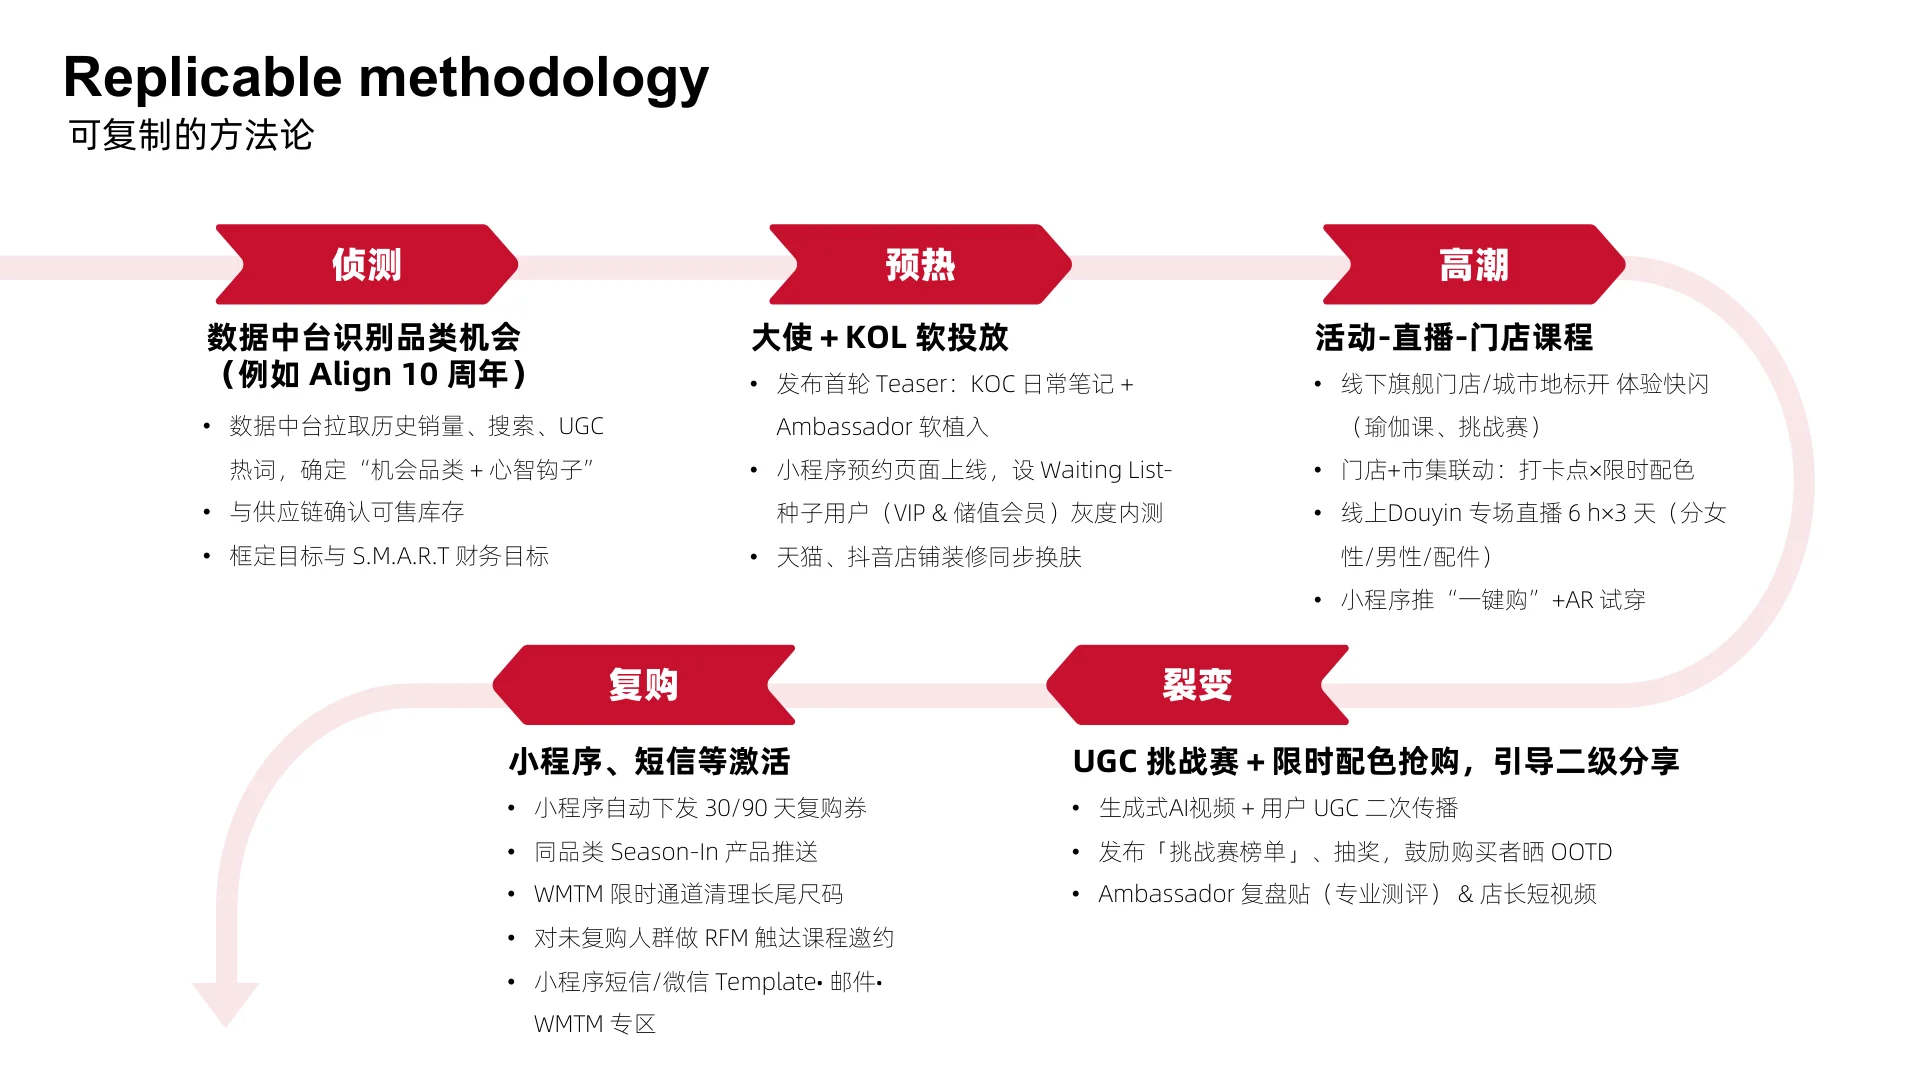 Replicable methodology
可复制的方法论
侦测
数据中台识别品类机会
（例如 Align 10 周年）
• 数据中台拉取历史销量、搜索、UGC
热词，确定“机会品类 + 心智钩子”
• 与供应链确认可售库存
• 框定目标与 S.M.A.R.T 财务目标
预热
大使 + KOL 软投放
• 发布首轮 Teaser：KOC 日常笔记 +
Ambassador 软植入
• 小程序预约页面上线，设 Waiting List-
种子用户（VIP & 储值会员）灰度内测
• 天猫、抖音店铺装修同步换肤
高潮
活动-直播-门店课程
• 线下旗舰门店/城市地标开 体验快闪
（瑜伽课、挑战赛）
• 门店+市集联动：打卡点×限时配色
• 线上Douyin 专场直播 6 h×3 天（分女
性/男性/配件）
• 小程序推“一键购”+AR 试穿
裂变
UGC 挑战赛 + 限时配色抢购，引导二级分享
• 生成式AI视频 + 用户 UGC 二次传播
• 发布「挑战赛榜单」、抽奖，鼓励购买者晒 OOTD
• Ambassador 复盘贴（专业测评） & 店长短视频
复购
小程序、短信等激活
• 小程序自动下发 30/90 天复购券
• 同品类 Season-In 产品推送
• WMTM 限时通道清理长尾尺码
• 对未复购人群做 RFM 触达课程邀约
• 小程序短信/微信 Template• 邮件•
WMTM 专区